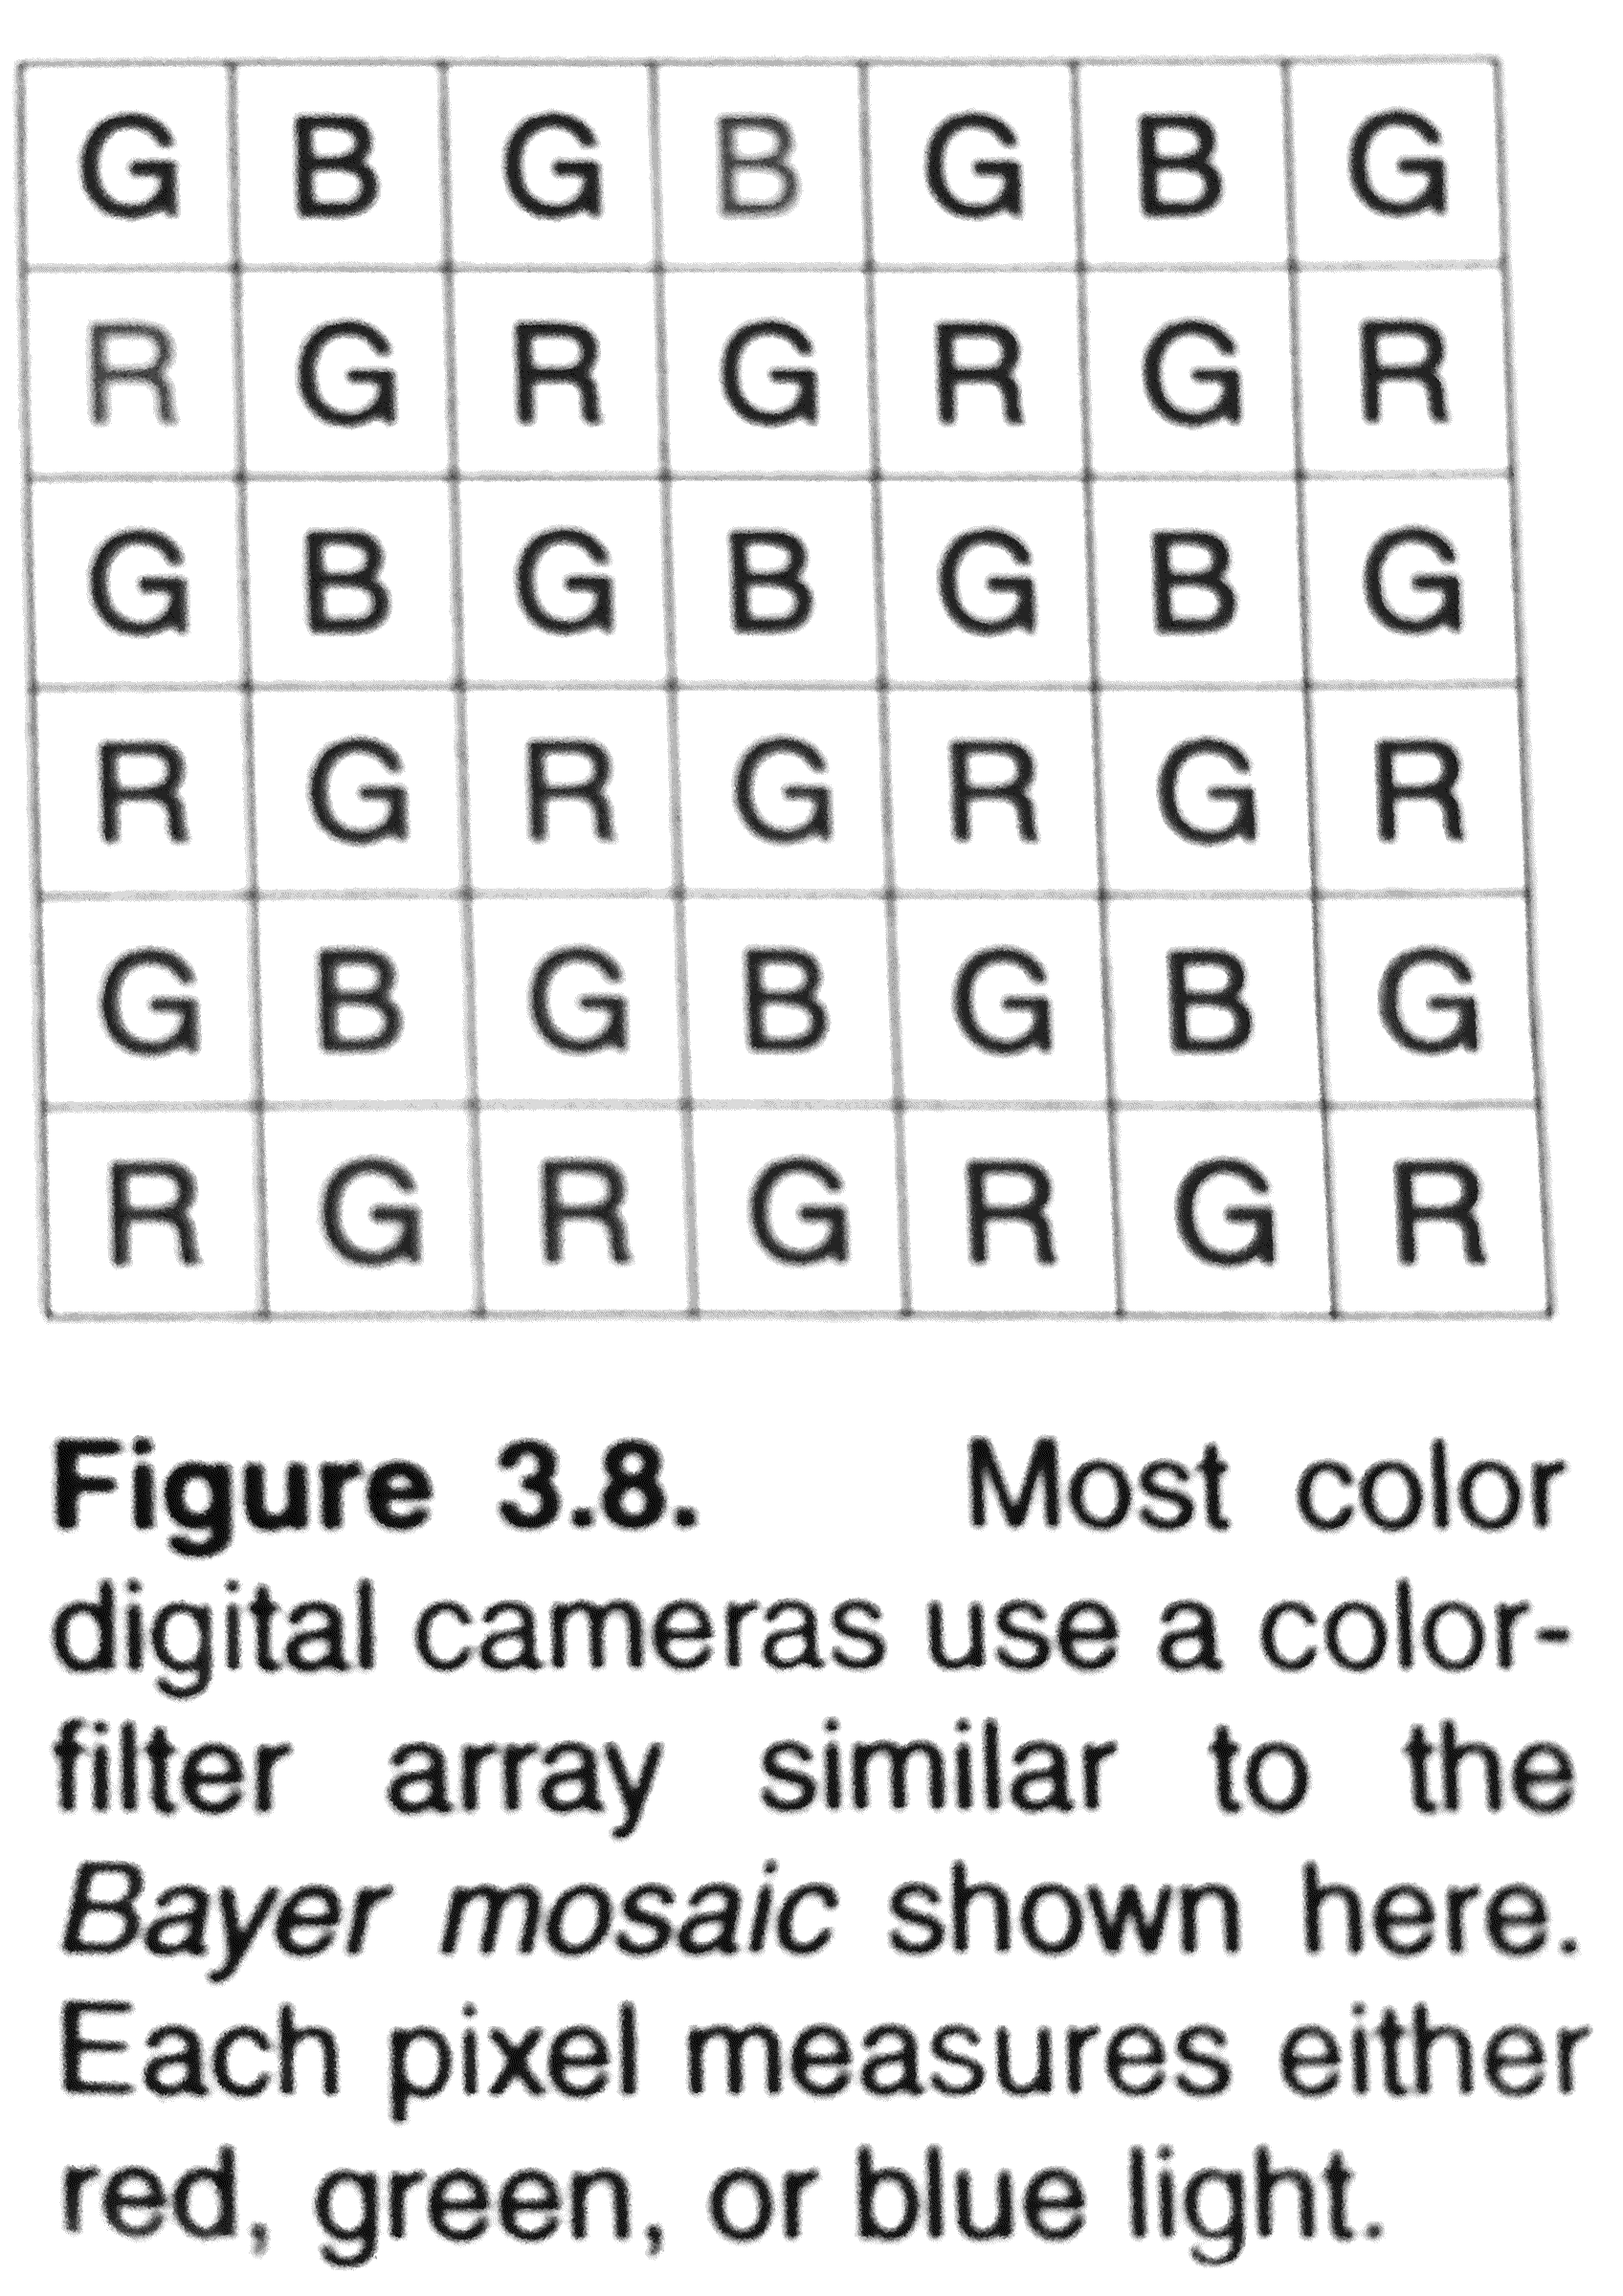 G B G B G B G
R G R G R G R
G B G B G B G
R G R G R G R
G B G B G B G
R G R G R G R
Figure 3.8. Most color
digital cameras use a color-
filter array similar to the
Bayer mosaic shown here.
Each pixel measures either
red, green, or blue light.